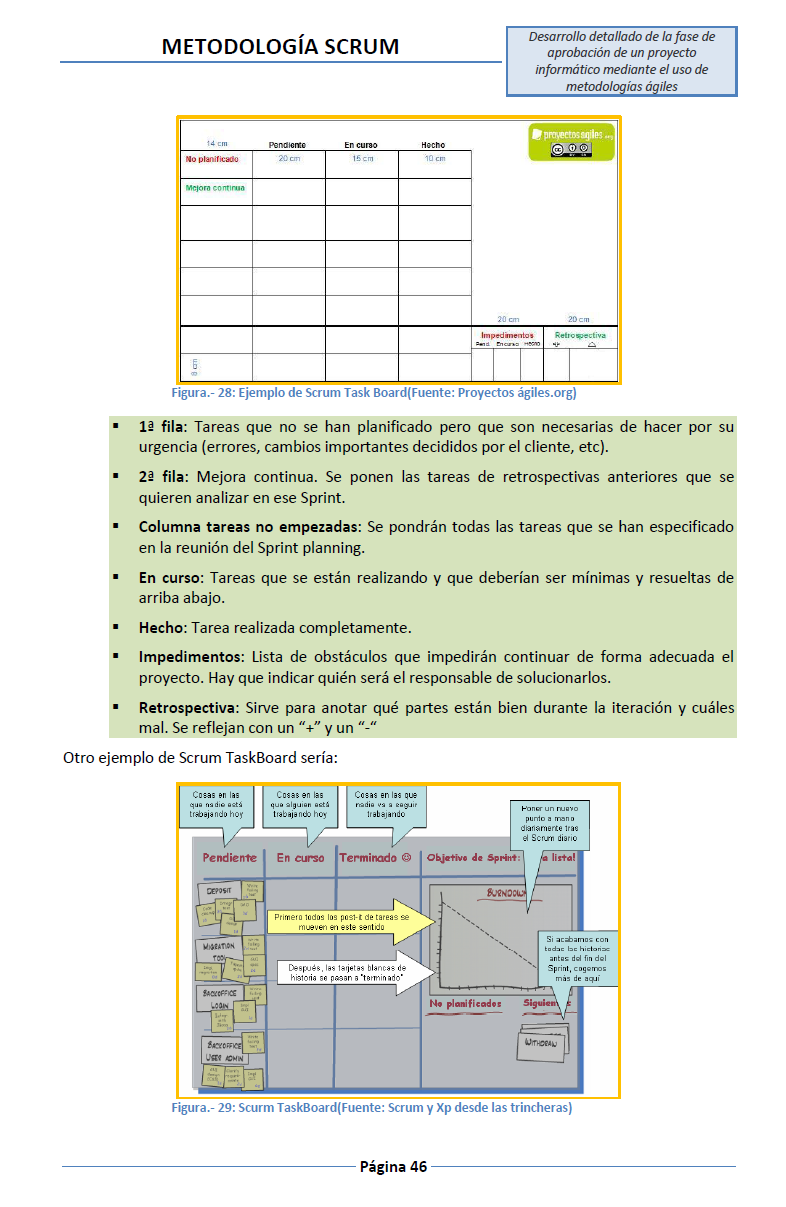 METODOLOGÍA SCRUM
Desarrollo detallado de la fase de
aprobación de un proyecto
informático mediante el uso de
metodologías ágiles
proyectos agiles .org
14 cm Pendiente En curso Hecho
No planificado 20 cm 15 cm 10 cm
Mejora continua
20 cm 20 cm
Impedimentos Retrospectiva
Pend. En curso Hecho
8 cm
Figura.- 28: Ejemplo de Scrum Task Board(Fuente: Proyectos ágiles.org)
▪ 1ª fila: Tareas que no se han planificado pero que son necesarias de hacer por su
urgencia (errores, cambios importantes decididos por el cliente, etc).
▪ 2ª fila: Mejora continua. Se ponen las tareas de retrospectivas anteriores que se
quieren analizar en ese Sprint.
▪ Columna tareas no empezadas: Se pondrán todas las tareas que se han especificado
en la reunión del Sprint planning.
▪ En curso: Tareas que se están realizando y que deberían ser mínimas y resueltas de
arriba abajo.
▪ Hecho: Tarea realizada completamente.
▪ Impedimentos: Lista de obstáculos que impedirán continuar de forma adecuada el
proyecto. Hay que indicar quién será el responsable de solucionarlos.
▪ Retrospectiva: Sirve para anotar qué partes están bien durante la iteración y cuáles
mal. Se reflejan con un “+” y un “-“
Otro ejemplo de Scrum TaskBoard sería:
Cosas en las
que nadie está
trabajando hoy
Cosas en las
que alguien está
trabajando hoy
Cosas en las que
nadie va a seguir
trabajando
Poner un nuevo
punto a mano
diariamente tras
el Scrum diario
Pendiente En curso Terminado ☺ Objetivo de Sprint: lista!
DEPOSIT
BURNDOWN
Primero todos los post-it de tareas se
mueven en este sentido
MIGRATION
TOOL
Si acabamos con
todas las historias
antes del fin del
Sprint, cogemos
más de aquí
Después, las tarjetas blancas de
historia se pasan a "terminado"
BACKOFFICE
LOGIN
No planificados Siguientes
WITHDRAW
BACKOFFICE
USER ADMIN
Figura.- 29: Scurm TaskBoard(Fuente: Scrum y Xp desde las trincheras)
Página 46